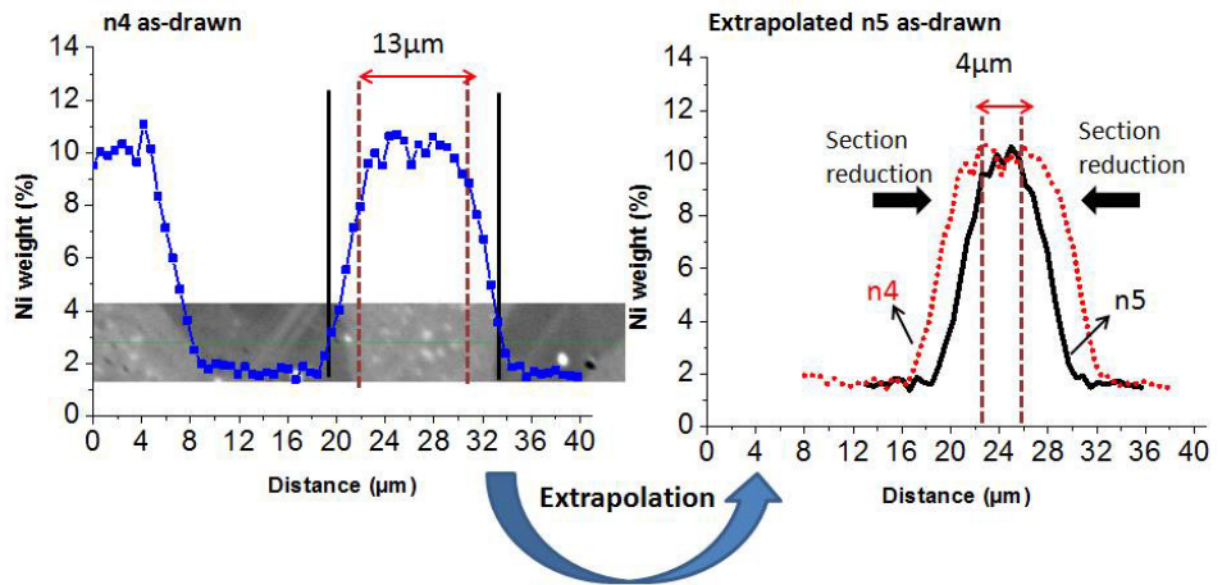 n4 as-drawn
13µm
14
12
10
8
6
4
2
0
Ni weight (%)
0 4 8 12 16 20 24 28 32 36 40
Distance (µm)
Extrapolated n5 as-drawn
4µm
14
12
10
8
6
4
2
0
Ni weight (%)
Section
reduction
Section
reduction
n4
n5
0 4 8 12 16 20 24 28 32 36 40
Distance (µm)
Extrapolation